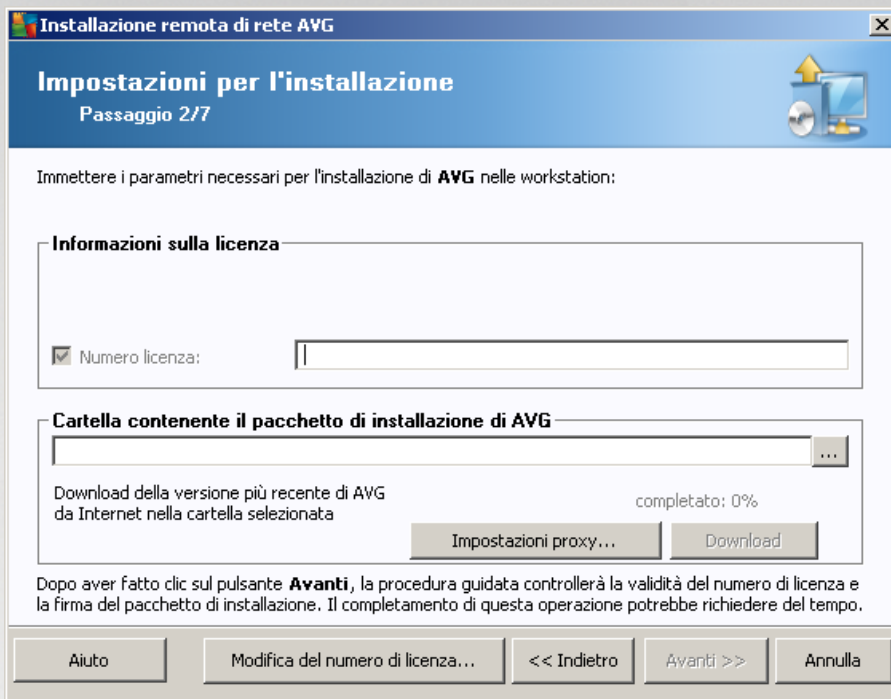 Installazione remota di rete AVG
Impostazioni per l'installazione
Passaggio 2/7
Immettere i parametri necessari per l'installazione di AVG nelle workstation:
Informazioni sulla licenza
Numero licenza:
Cartella contenente il pacchetto di installazione di AVG
...
Download della versione più recente di AVG
da Internet nella cartella selezionata
completato: 0%
Impostazioni proxy...
Download
Dopo aver fatto clic sul pulsante Avanti, la procedura guidata controllerà la validità del numero di licenza e
la firma del pacchetto di installazione. Il completamento di questa operazione potrebbe richiedere del tempo.
Aiuto
Modifica del numero di licenza...
<< Indietro
Avanti >>
Annulla